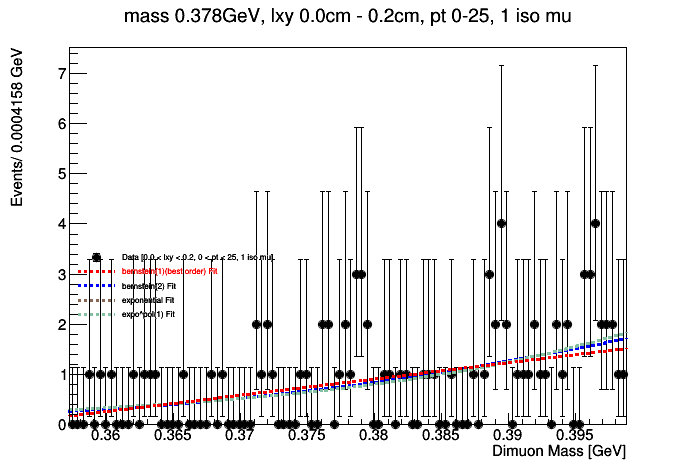 mass 0.378GeV, lxy 0.0cm - 0.2cm, pt 0-25, 1 iso mu
Events/ 0.0004158 GeV
7
6
5
4
3
2
1
0
Data [0.0 < lxy < 0.2, 0 < pt < 25, 1 iso mu].
bernstein(1)(best order) Fit
bernstein(2) Fit
exponential Fit
expo*pol(1) Fit
0.36 0.365 0.37 0.375 0.38 0.385 0.39 0.395
Dimuon Mass [GeV]